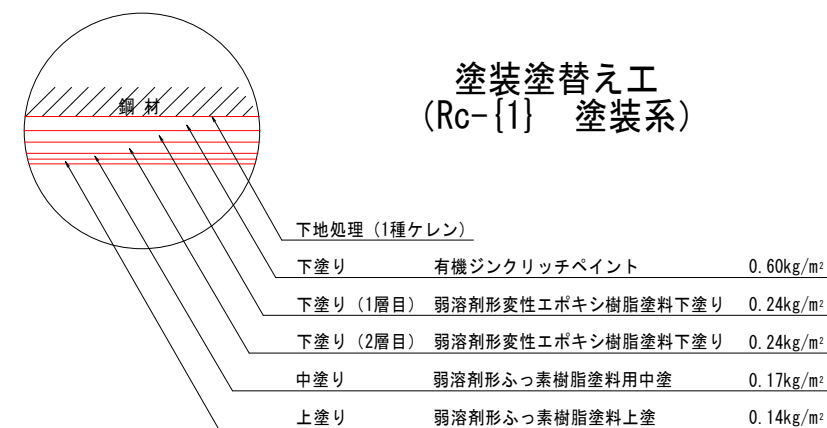 塗装塗替え工
(Rc-{1} 塗装系)
鋼 材
下地処理 (1種ケレン)
下塗り 有機ジンクリッチペイント 0.60kg/m²
下塗り (1層目) 弱溶剤形変性エポキシ樹脂塗料下塗り 0.24kg/m²
下塗り (2層目) 弱溶剤形変性エポキシ樹脂塗料下塗り 0.24kg/m²
中塗り 弱溶剤形ふっ素樹脂塗料用中塗 0.17kg/m²
上塗り 弱溶剤形ふっ素樹脂塗料上塗 0.14kg/m²